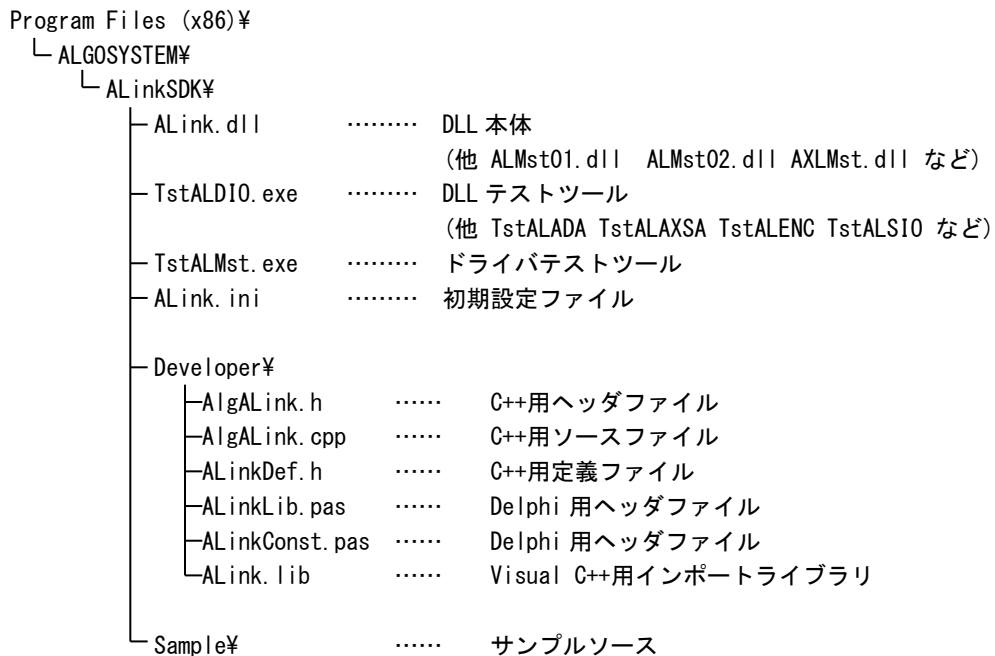 Program Files (x86)¥
ALGOSYSTEM¥
ALinkSDK¥
ALink.dll ……… DLL 本体
(他 ALMst01.dll ALMst02.dll AXLMst.dll など)
TstALDIO.exe ……… DLL テストツール
(他 TstALADA TstALAXSA TstALENC TstALSIO など)
TstALMst.exe ……… ドライバテストツール
ALink.ini ……… 初期設定ファイル
Developer¥
AlgALink.h …… C++用ヘッダファイル
AlgALink.cpp …… C++用ソースファイル
ALinkDef.h …… C++用定義ファイル
ALinkLib.pas …… Delphi 用ヘッダファイル
ALinkConst.pas …… Delphi 用ヘッダファイル
ALink.lib …… Visual C++用インポートライブラリ
Sample¥ …… サンプルソース